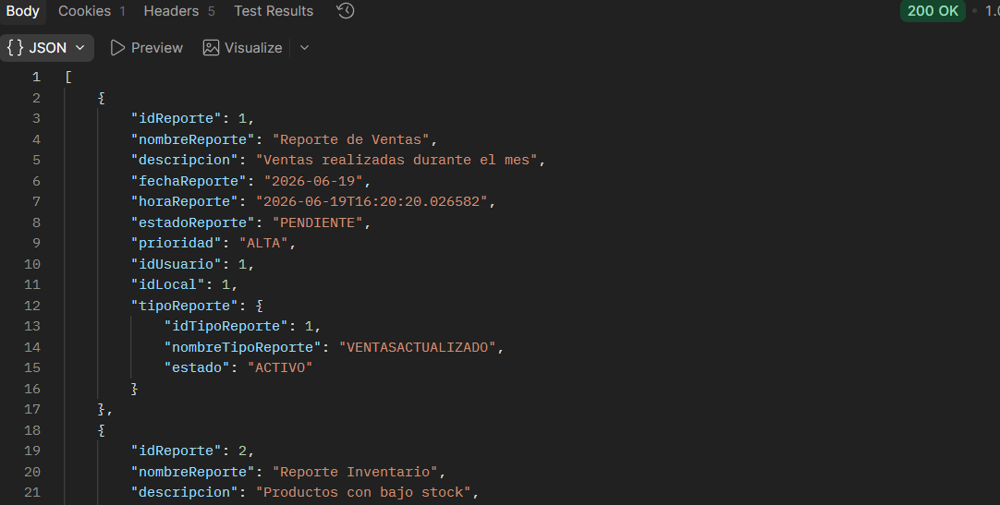 Body Cookies 1 Headers 5 Test Results 200 OK
{} JSON Preview Visualize
1 [
2 {
3 "idReporte": 1,
4 "nombreReporte": "Reporte de Ventas",
5 "descripcion": "Ventas realizadas durante el mes",
6 "fechaReporte": "2026-06-19",
7 "horaReporte": "2026-06-19T16:20:20.026582",
8 "estadoReporte": "PENDIENTE",
9 "prioridad": "ALTA",
10 "idUsuario": 1,
11 "idLocal": 1,
12 "tipoReporte": {
13 "idTipoReporte": 1,
14 "nombreTipoReporte": "VENTASACTUALIZADO",
15 "estado": "ACTIVO"
16 }
17 },
18 {
19 "idReporte": 2,
20 "nombreReporte": "Reporte Inventario",
21 "descripcion": "Productos con bajo stock",